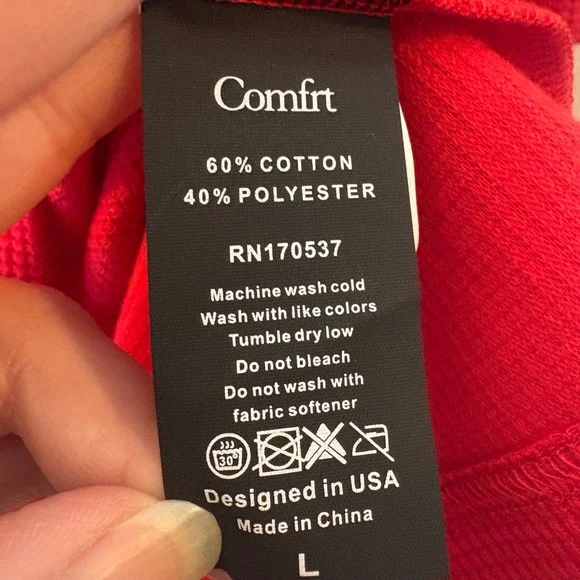 Comfrt
60% COTTON
40% POLYESTER
RN170537
Machine wash cold
Wash with like colors
Tumble dry low
Do not bleach
Do not wash with
fabric softener
30°
Designed in USA
Made in China
L